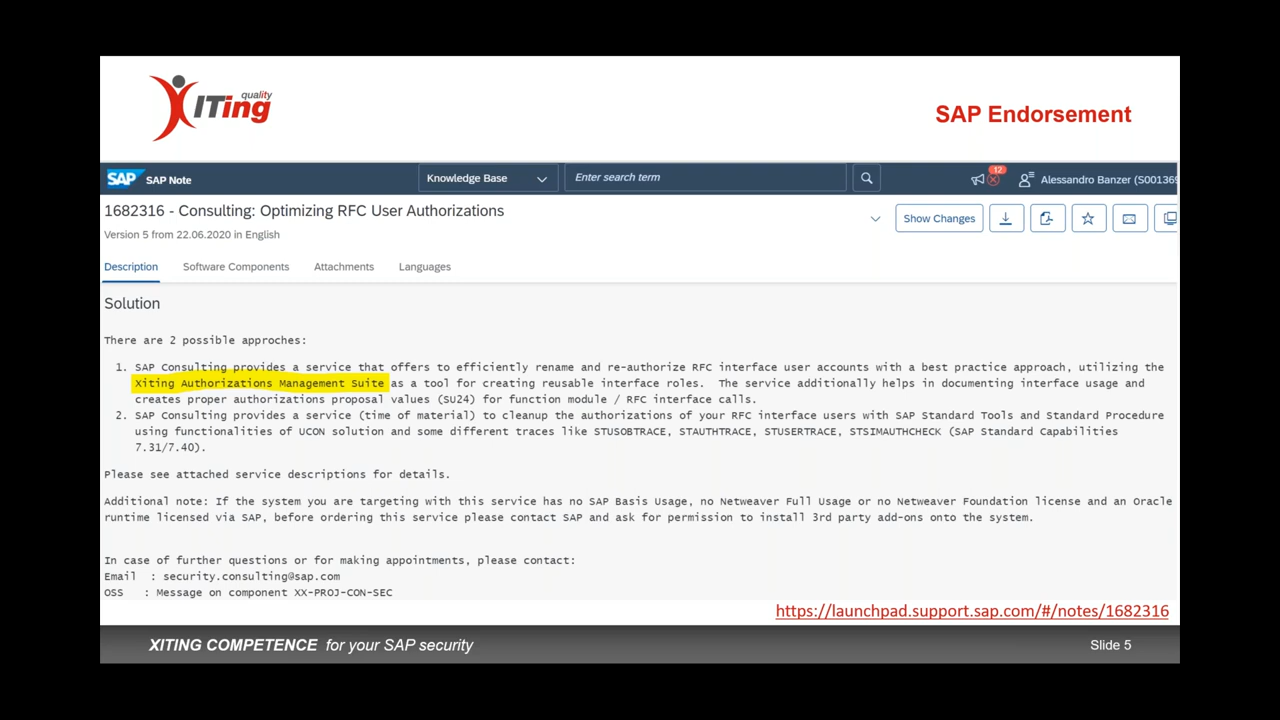 XITing quality
SAP Endorsement
SAP SAP Note Knowledge Base Enter search term 12 Alessandro Banzer (S001369
1682316 - Consulting: Optimizing RFC User Authorizations
Show Changes
Version 5 from 22.06.2020 in English
Description Software Components Attachments Languages
Solution
There are 2 possible approches:
1. SAP Consulting provides a service that offers to efficiently rename and re-authorize RFC interface user accounts with a best practice approach, utilizing the
Xiting Authorizations Management Suite as a tool for creating reusable interface roles. The service additionally helps in documenting interface usage and
creates proper authorizations proposal values (SU24) for function module / RFC interface calls.
2. SAP Consulting provides a service (time of material) to cleanup the authorizations of your RFC interface users with SAP Standard Tools and Standard Procedure
using functionalities of UCON solution and some different traces like STUSOBTRACE, STAUTHTRACE, STUSERTRACE, STSIMAUTHCHECK (SAP Standard Capabilities
7.31/7.40).
Please see attached service descriptions for details.
Additional note: If the system you are targeting with this service has no SAP Basis Usage, no Netweaver Full Usage or no Netweaver Foundation license and an Oracle
runtime licensed via SAP, before ordering this service please contact SAP and ask for permission to install 3rd party add-ons onto the system.
In case of further questions or for making appointments, please contact:
Email : security.consulting@sap.com
OSS : Message on component XX-PROJ-CON-SEC
https://launchpad.support.sap.com/#/notes/1682316
XITING COMPETENCE for your SAP security
Slide 5